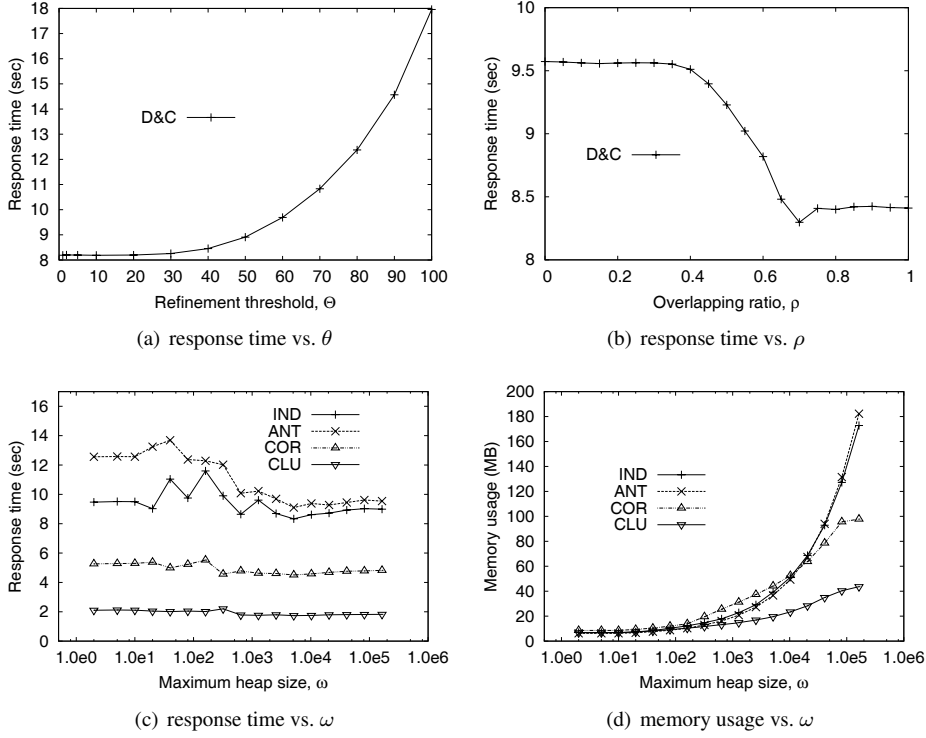 18
17
16
15
14
13
12
11
10
9
8
Response time (sec)
D&C
0 10 20 30 40 50 60 70 80 90 100
Refinement threshold, Θ
(a) response time vs. θ
10
9.5
9
8.5
8
Response time (sec)
D&C
0 0.2 0.4 0.6 0.8 1
Overlapping ratio, ρ
(b) response time vs. ρ
16
14
12
10
8
6
4
2
0
Response time (sec)
IND
ANT
COR
CLU
1.0e0 1.0e1 1.0e2 1.0e3 1.0e4 1.0e5 1.0e6
Maximum heap size, ω
(c) response time vs. ω
200
180
160
140
120
100
80
60
40
20
0
Memory usage (MB)
IND
ANT
COR
CLU
1.0e0 1.0e1 1.0e2 1.0e3 1.0e4 1.0e5 1.0e6
Maximum heap size, ω
(d) memory usage vs. ω